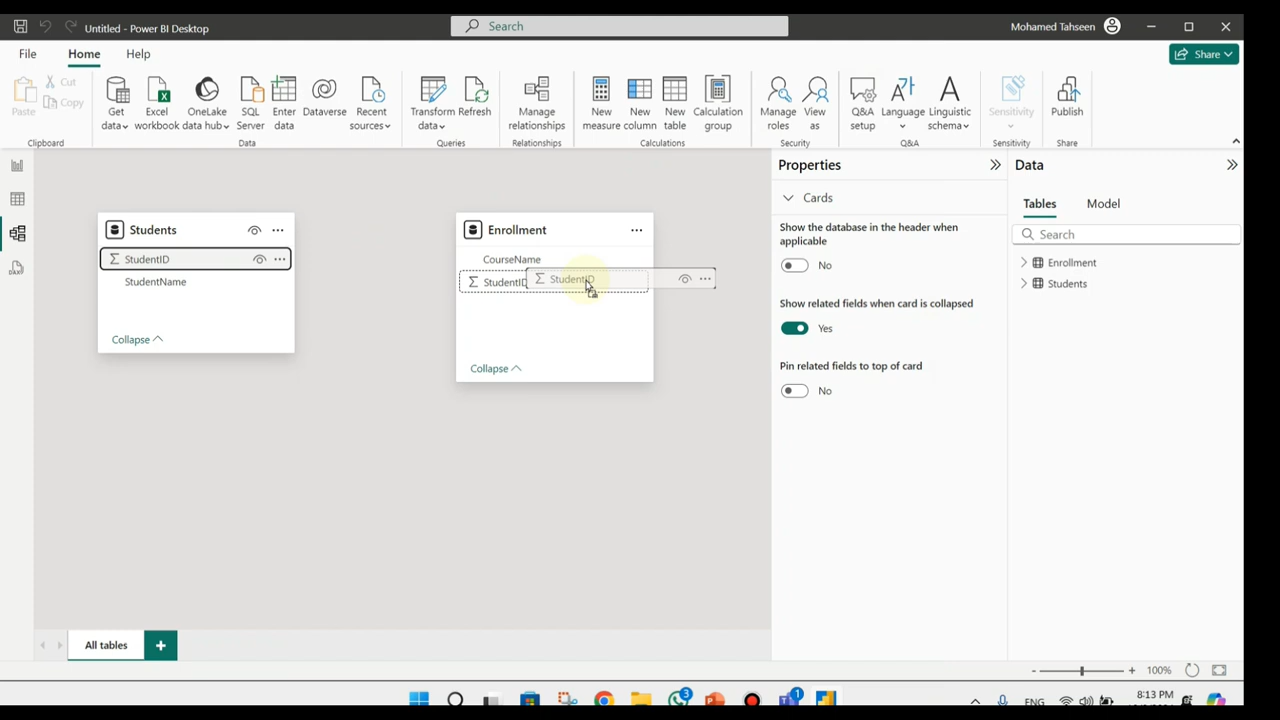 Untitled - Power BI Desktop
Search
Mohamed Tahseen
File
Home
Help
Share
Paste
Cut
Copy
Get data
Excel workbook
OneLake data hub
SQL Server
Enter data
Dataverse
Recent sources
Transform data
Refresh
Manage relationships
New measure
New column
New table
Calculation group
Manage roles
View as
Q&A setup
Language
Linguistic schema
Sensitivity
Publish
Clipboard
Data
Queries
Relationships
Calculations
Security
Q&A
Sensitivity
Share
Students
StudentID
StudentName
Collapse
Enrollment
CourseName
StudentID
StudentID
Collapse
Properties
Cards
Show the database in the header when
applicable
No
Show related fields when card is collapsed
Yes
Pin related fields to top of card
No
Data
Tables
Model
Search
Enrollment
Students
All tables
100%
3
1
ENG
8:13 PM